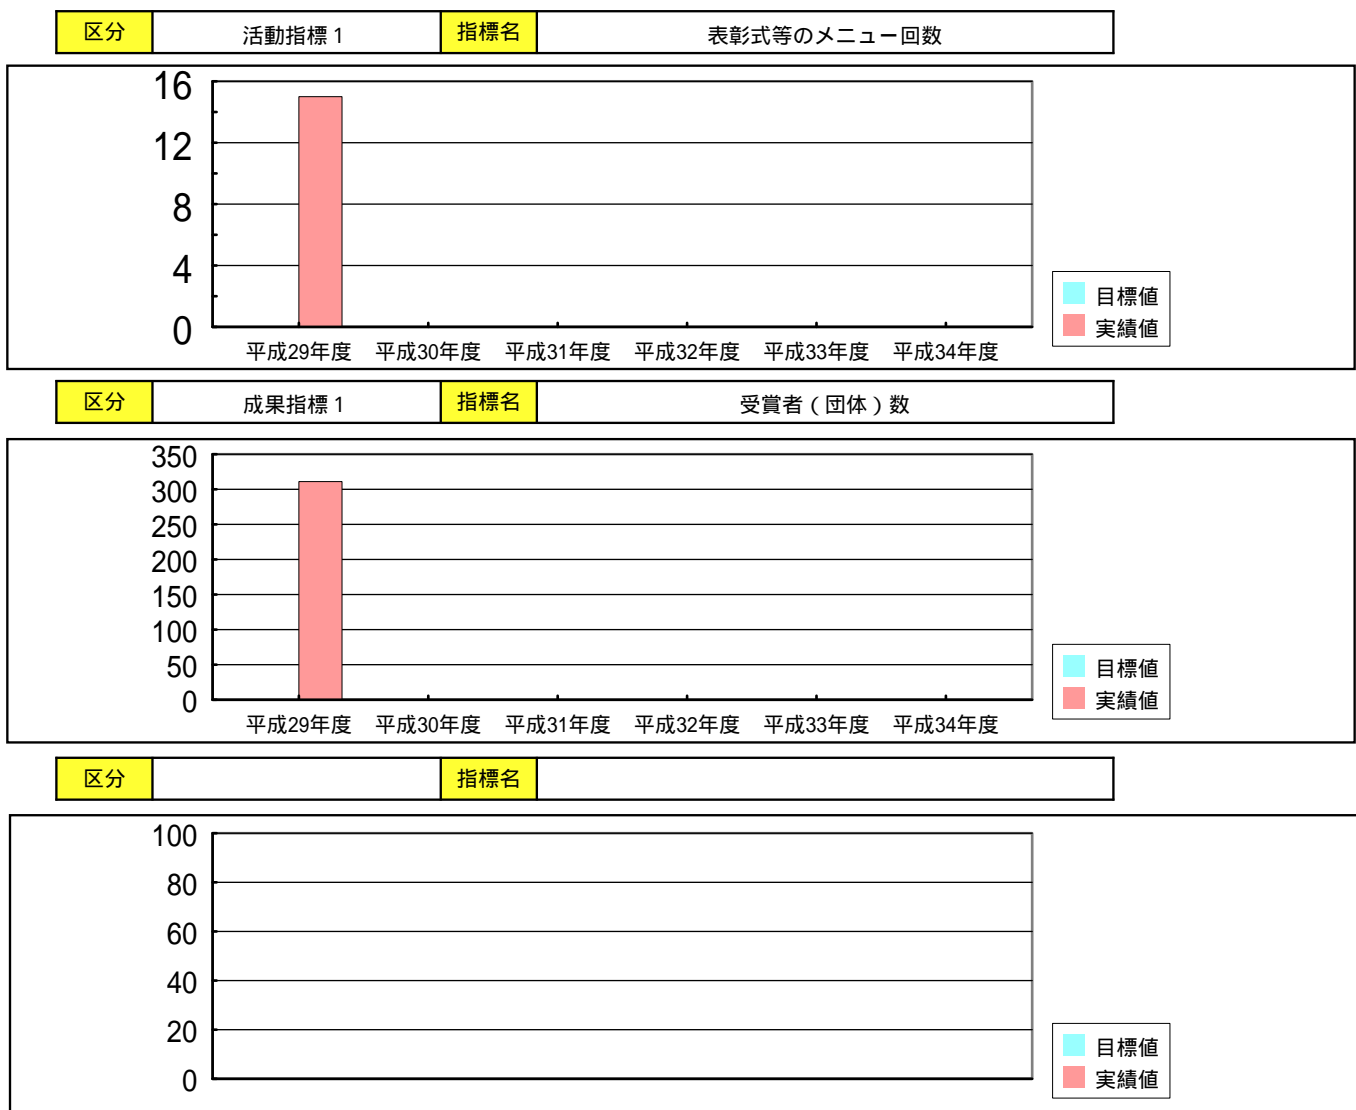 区分 活動指標1 指標名 表彰式等のメニュー回数
16
12
8
4
0
平成29年度 平成30年度 平成31年度 平成32年度 平成33年度 平成34年度
目標値
実績値
区分 成果指標1 指標名 受賞者(団体)数
350
300
250
200
150
100
50
0
平成29年度 平成30年度 平成31年度 平成32年度 平成33年度 平成34年度
目標値
実績値
区分 指標名
100
80
60
40
20
0
目標値
実績値